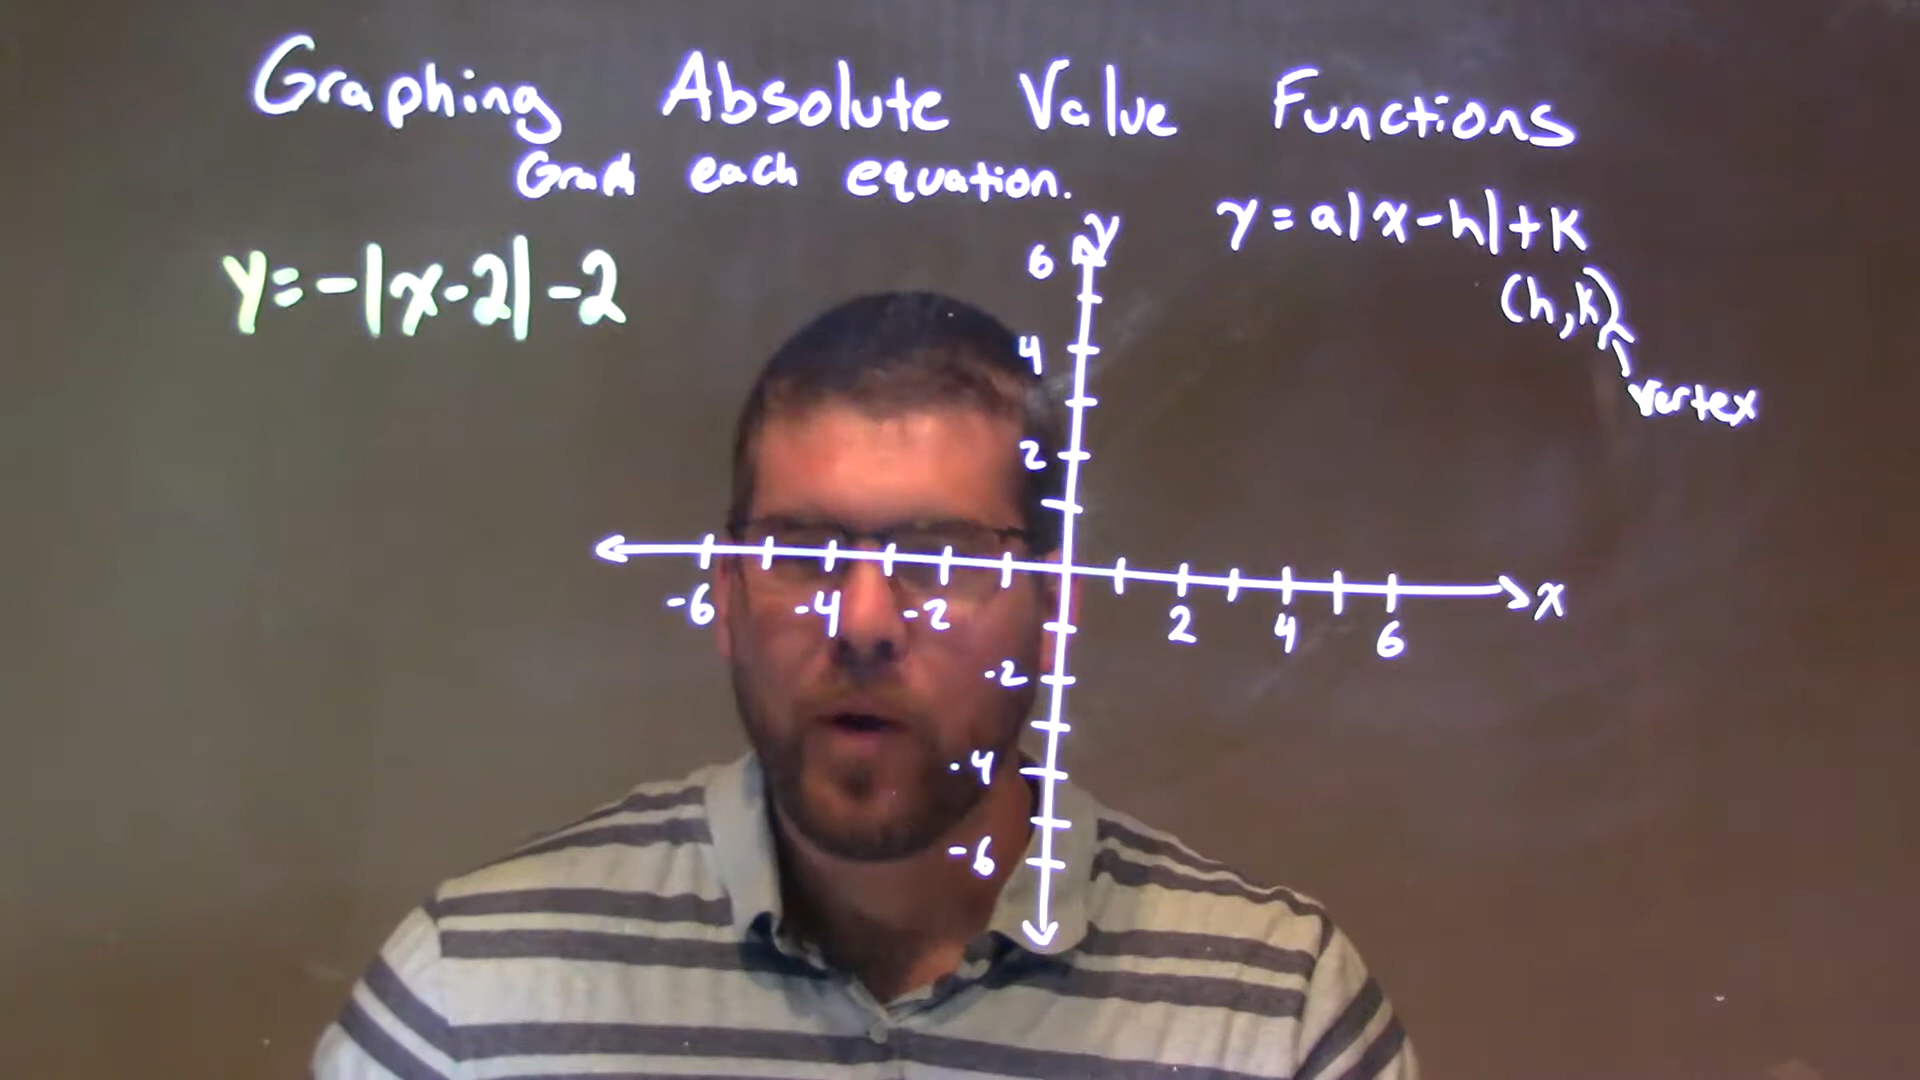 Graphing Absolute Value Functions
Graph each equation.
y = a|x-h|+k
(h,k)
vertex
y = -|x-2|-2
y
6
4
2
-2
-4
-6
-6 -4 -2 2 4 6 x